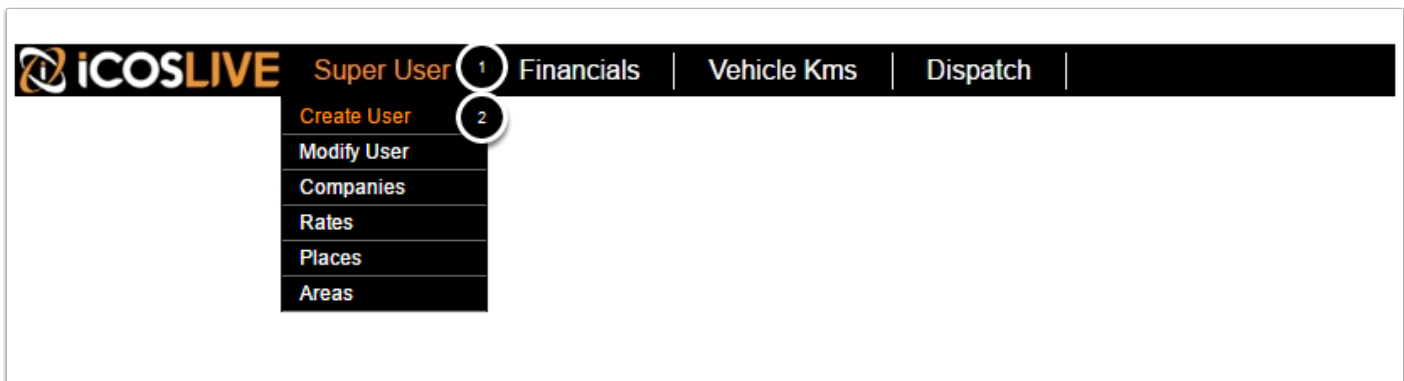 iCOSLIVE Super User 1 Financials Vehicle Kms Dispatch
Create User 2
Modify User
Companies
Rates
Places
Areas